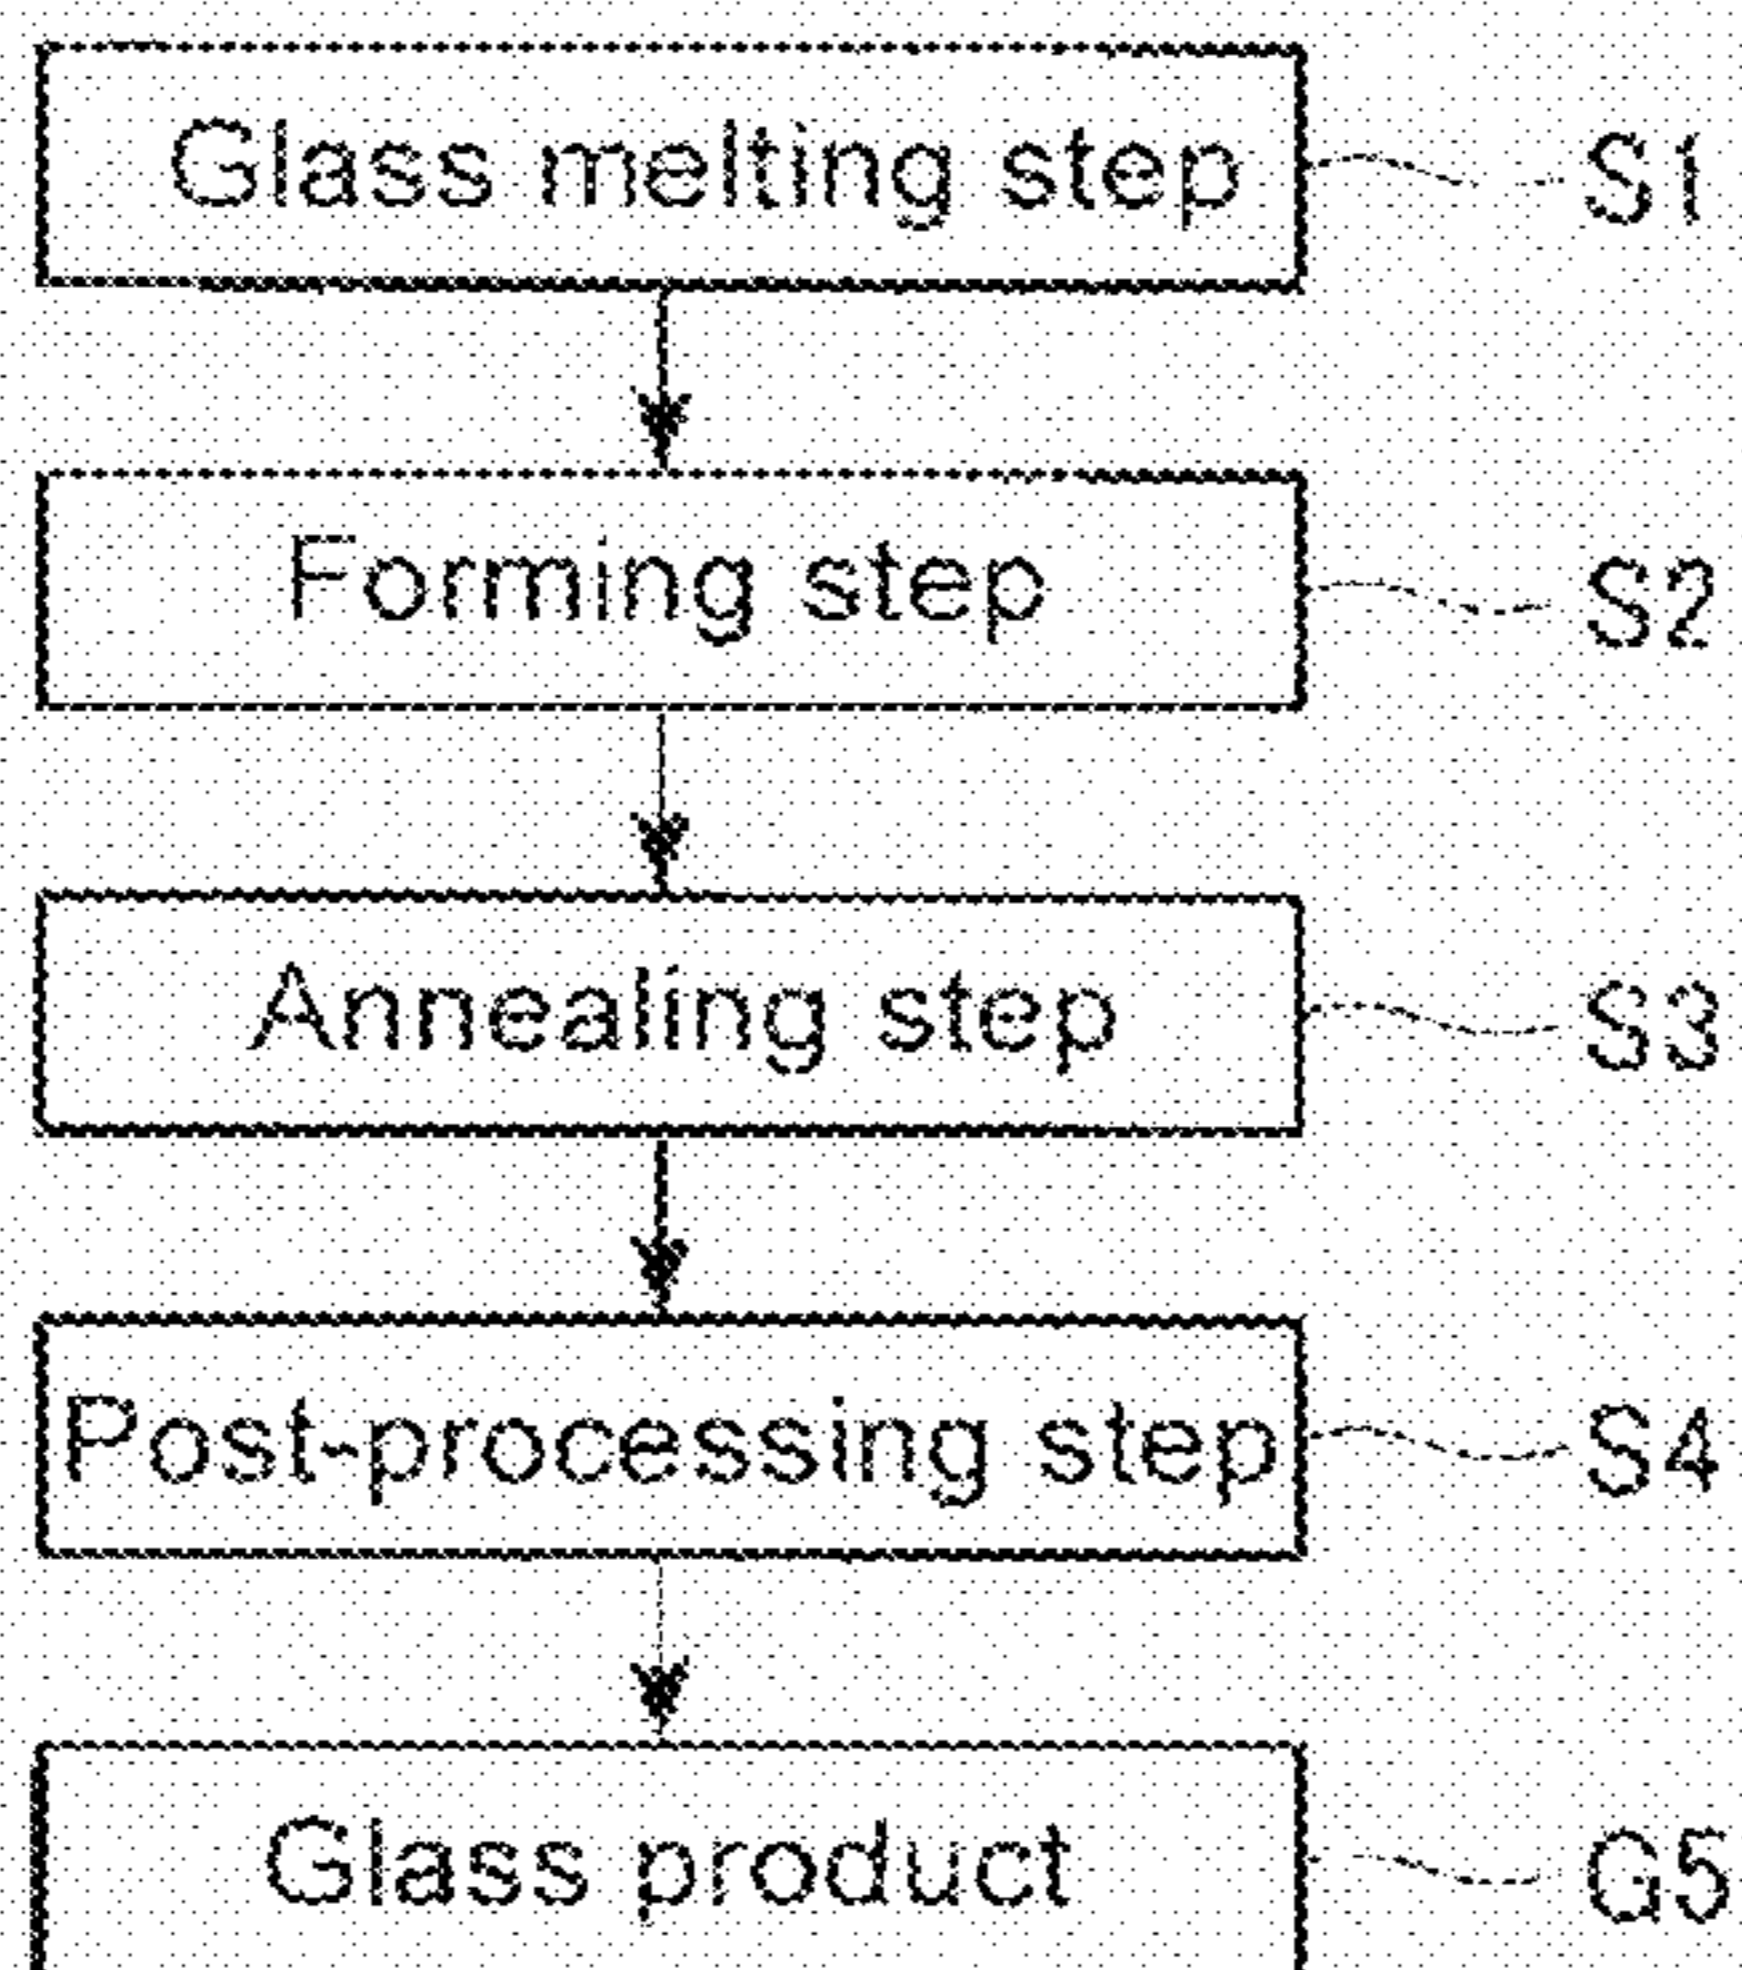 Glass melting step S1
Forming step S2
Annealing step S3
Post-processing step S4
Glass product G5